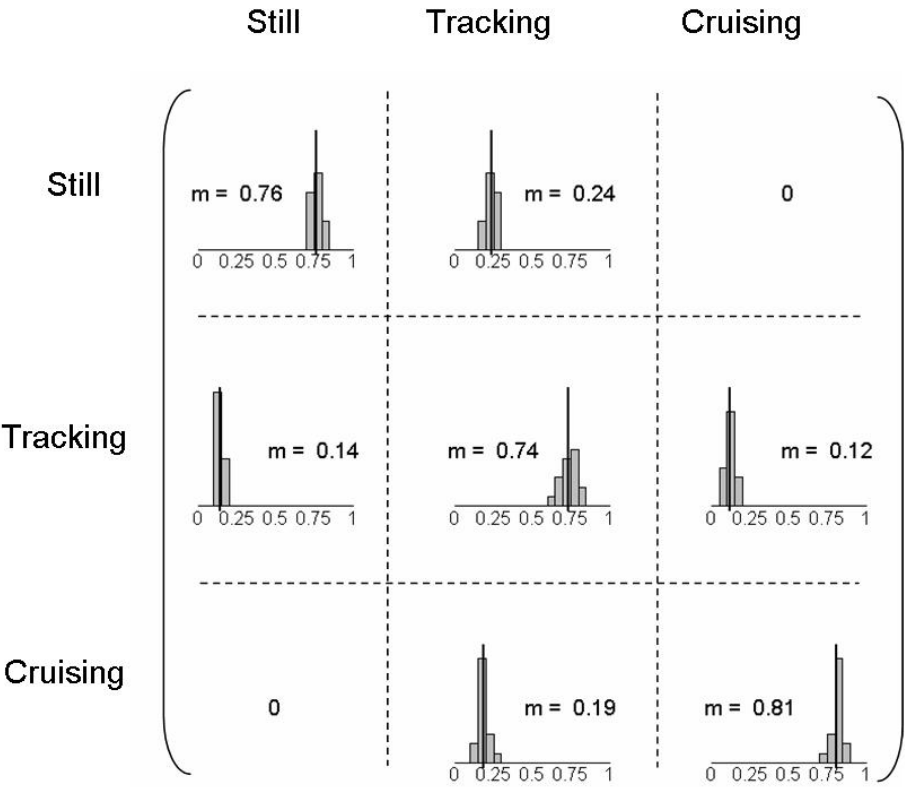 Still Tracking Cruising
Still
m = 0.76
0 0.25 0.5 0.75 1
m = 0.24
0 0.25 0.5 0.75 1
0
Tracking
m = 0.14
0 0.25 0.5 0.75 1
m = 0.74
0 0.25 0.5 0.75 1
m = 0.12
0 0.25 0.5 0.75 1
Cruising
0
m = 0.19
0 0.25 0.5 0.75 1
m = 0.81
0 0.25 0.5 0.75 1